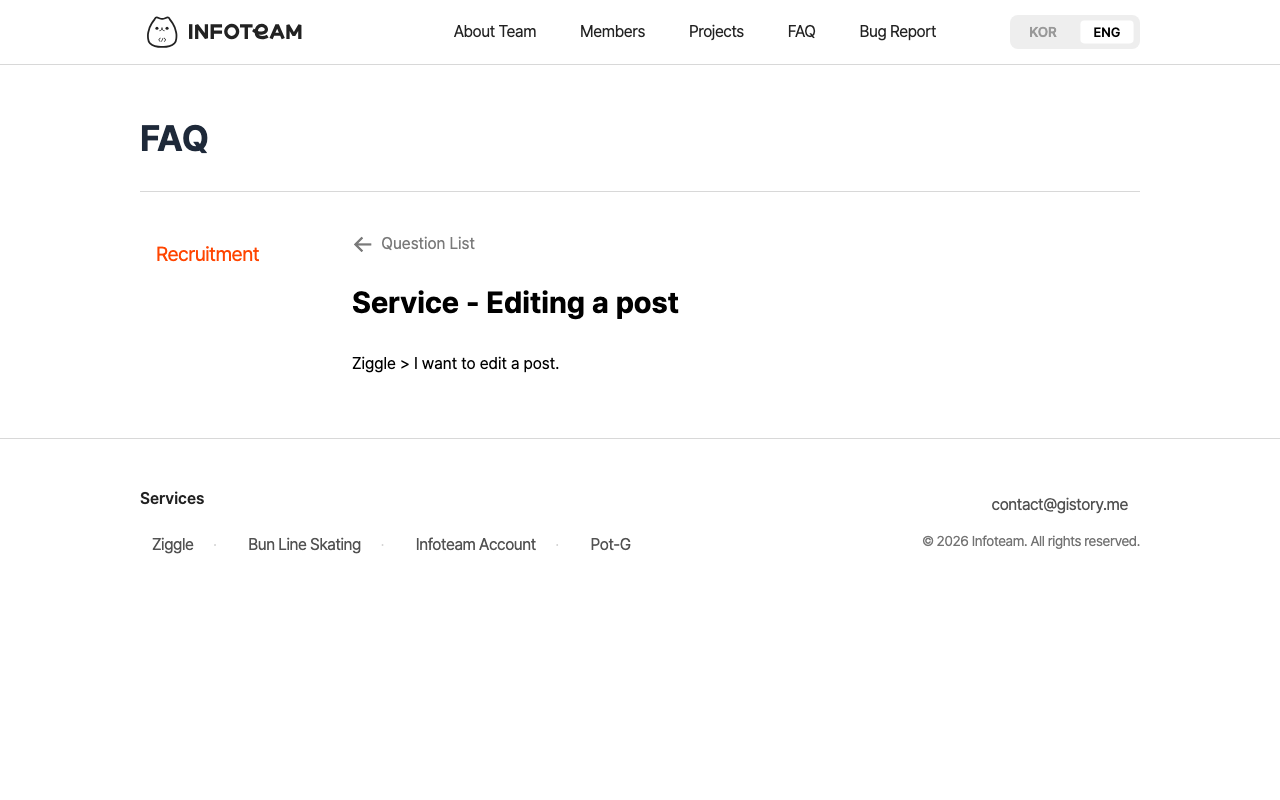 INFOTEAM
About Team
Members
Projects
FAQ
Bug Report
KOR
ENG
FAQ
Recruitment
Question List
Service - Editing a post
Ziggle > I want to edit a post.
Services
contact@gistory.me
Ziggle · Bun Line Skating · Infoteam Account · Pot-G
© 2026 Infoteam. All rights reserved.